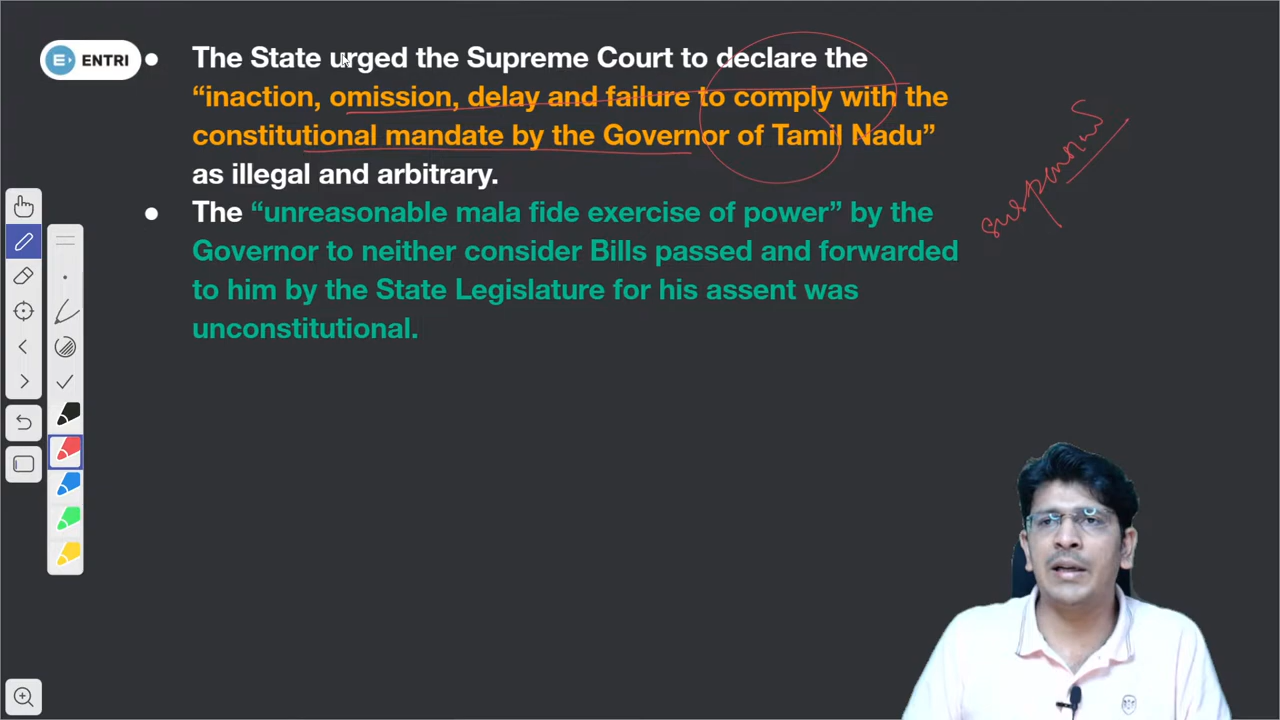 ENTRI
● The State urged the Supreme Court to declare the
“inaction, omission, delay and failure to comply with the
constitutional mandate by the Governor of Tamil Nadu”
as illegal and arbitrary.
● The “unreasonable mala fide exercise of power” by the
Governor to neither consider Bills passed and forwarded
to him by the State Legislature for his assent was
unconstitutional.